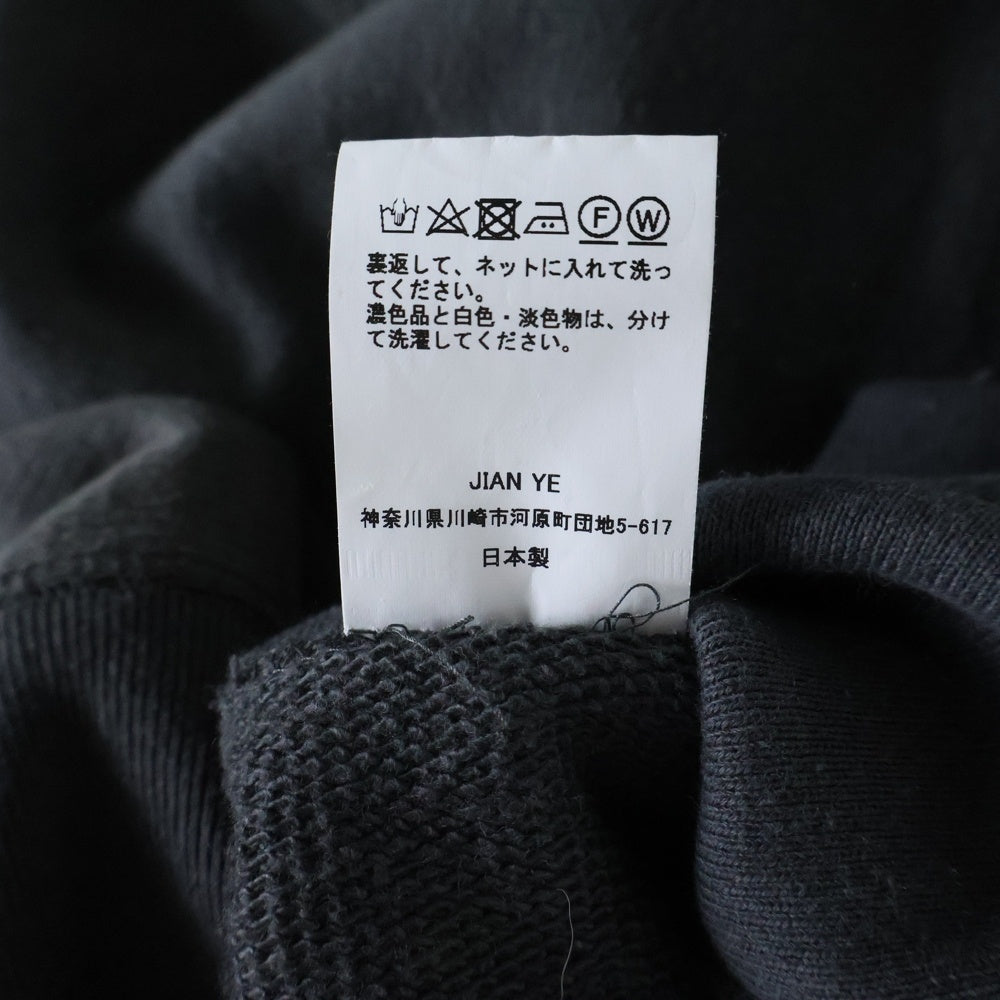 F W
裏返して、ネットに入れて洗っ
てください。
濃色品と白色・淡色物は、分け
て洗濯してください。
JIAN YE
神奈川県川崎市河原町団地5-617
日本製